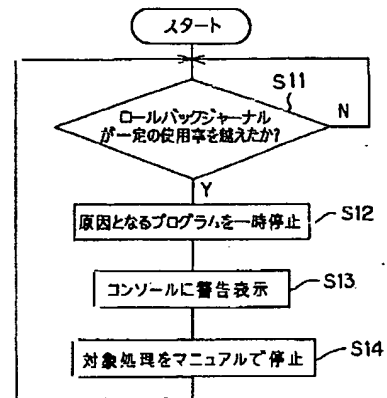 スタート
S11
ロールバックジャーナル
が一定の使用率を越えたか?
N
Y
原因となるプログラムを一時停止
S12
コンソールに警告表示
S13
対象処理をマニュアルで停止
S14